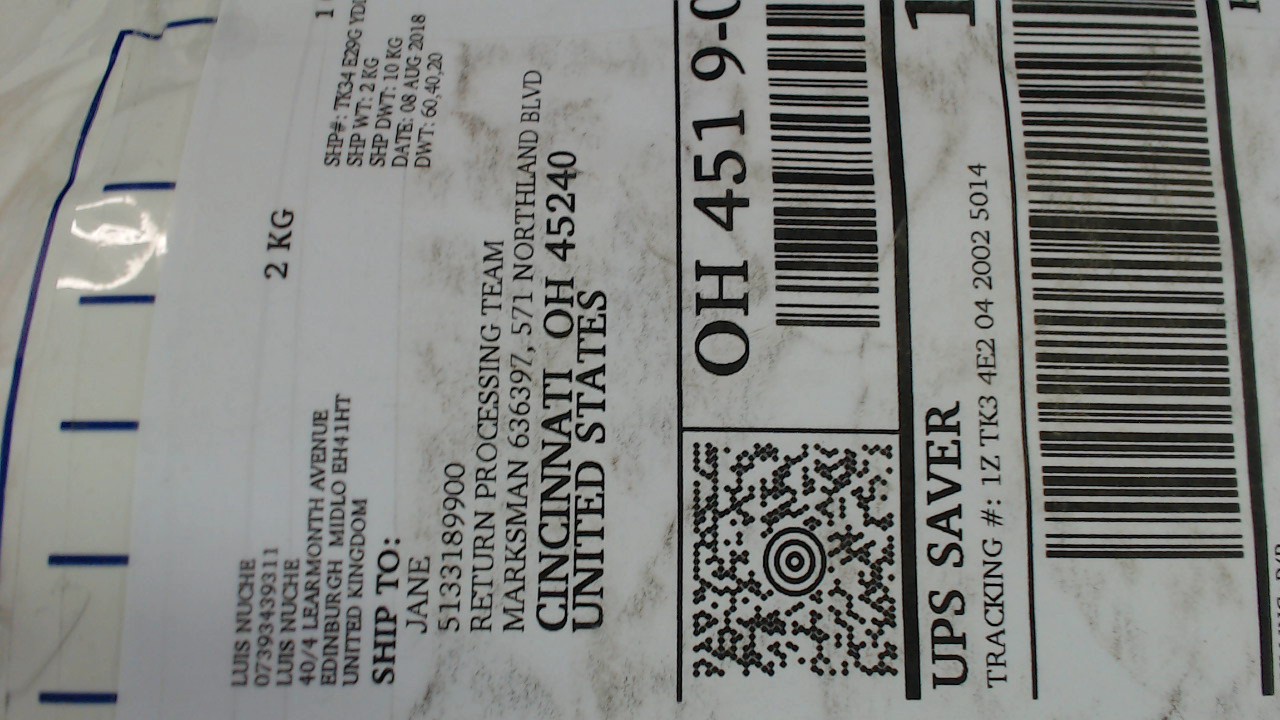 LUIS NUCHE
07393439311
LUIS NUCHE
40/4 LEARMONTH AVENUE
EDINBURGH MIDLO EH41HT
UNITED KINGDOM
2 KG
1
SHP#: TK34 E29G
SHP WT: 2 KG
SHP DWT: 10 KG
DATE: 08 AUG 2018
DWT: 60,40,20
SHIP TO:
JANE
5133189900
RETURN PROCESSING TEAM
MARKSMAN 636397, 571 NORTHLAND BLVD
CINCINNATI OH 45240
UNITED STATES
OH 451 9-0
UPS SAVER
1
TRACKING #: 1Z TK3 4E2 04 2002 5014